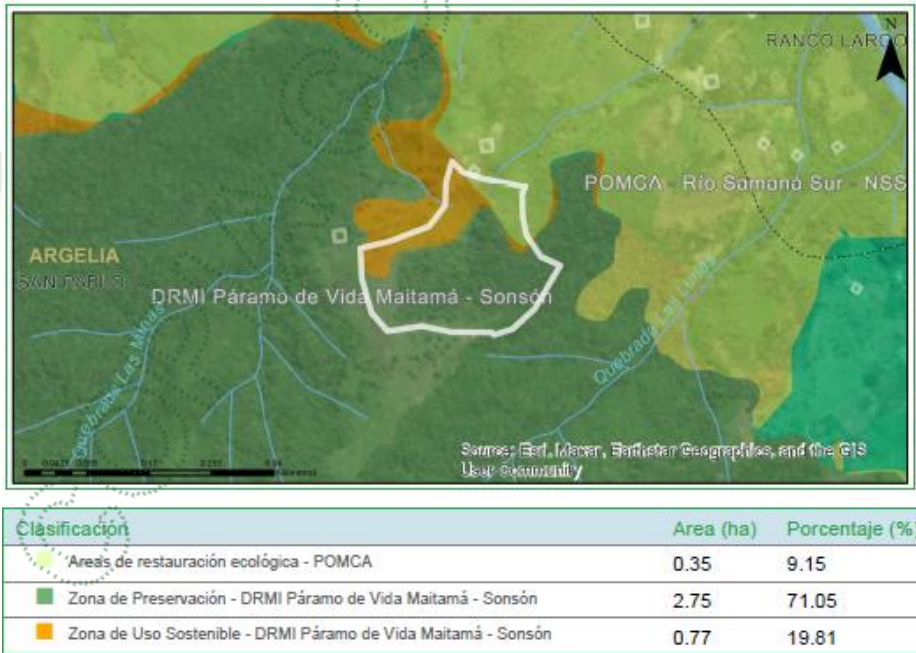 N
RANCO LARGO
POMCA - Río Samaná Sur - NSS
ARGELIA
SAN PABLO
DRMI Páramo de Vida Maitamá - Sonsón
Quebrada Las Minas
Quebrada Las
Source: Esri, Maxar, Earthstar Geographics, and the GIS
User Community
Clasificación Area (ha) Porcentaje (%)
Areas de restauración ecológica - POMCA 0.35 9.15
Zona de Preservación - DRMI Páramo de Vida Maitamá - Sonsón 2.75 71.05
Zona de Uso Sostenible - DRMI Páramo de Vida Maitamá - Sonsón 0.77 19.81